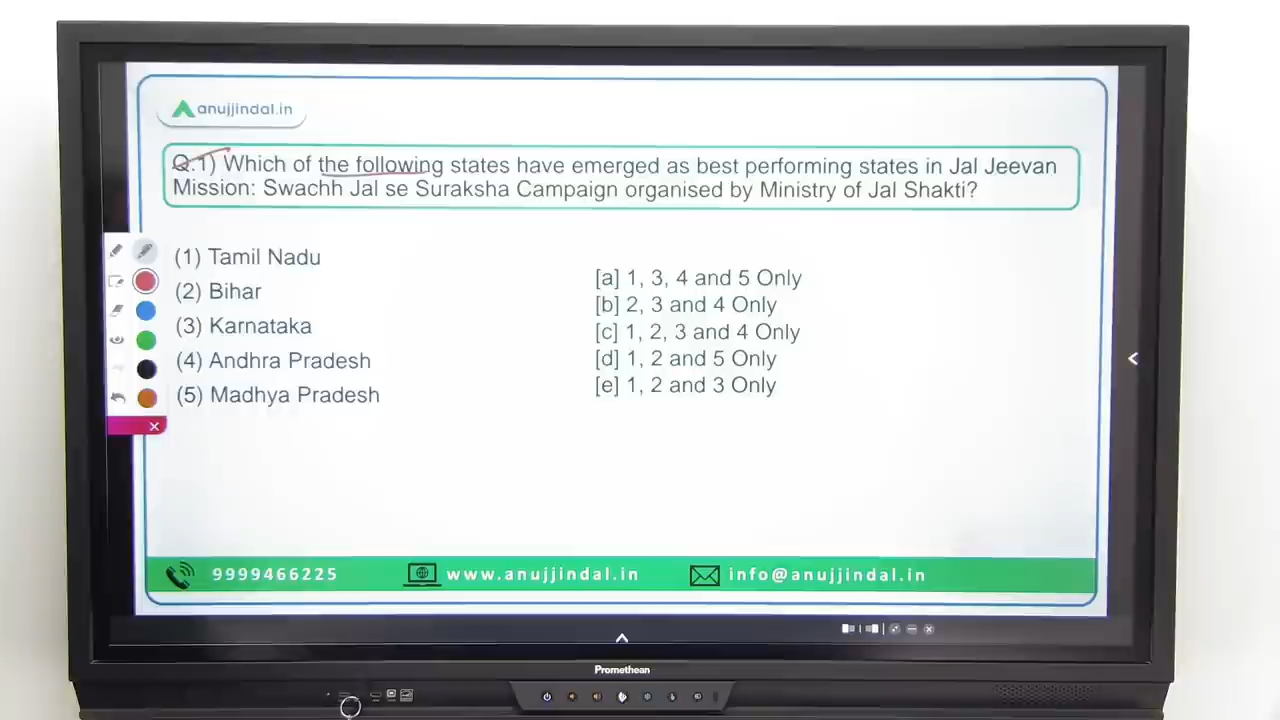 anujjindal.in
Q.1) Which of the following states have emerged as best performing states in Jal Jeevan
Mission: Swachh Jal se Suraksha Campaign organised by Ministry of Jal Shakti?
(1) Tamil Nadu
(2) Bihar
(3) Karnataka
(4) Andhra Pradesh
(5) Madhya Pradesh
[a] 1, 3, 4 and 5 Only
[b] 2, 3 and 4 Only
[c] 1, 2, 3 and 4 Only
[d] 1, 2 and 5 Only
[e] 1, 2 and 3 Only
9999466225
www.anujjindal.in
info@anujjindal.in
Promethean